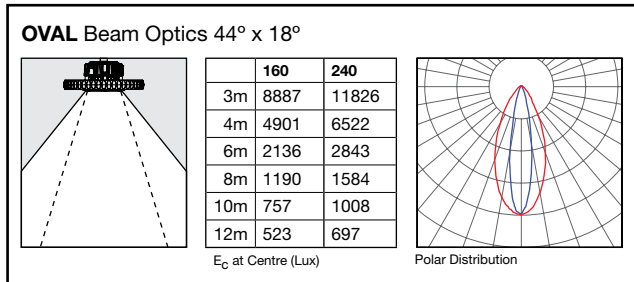 OVAL Beam Optics 44º x 18º
160 240
3m 8887 11826
4m 4901 6522
6m 2136 2843
8m 1190 1584
10m 757 1008
12m 523 697
EC at Centre (Lux)
Polar Distribution